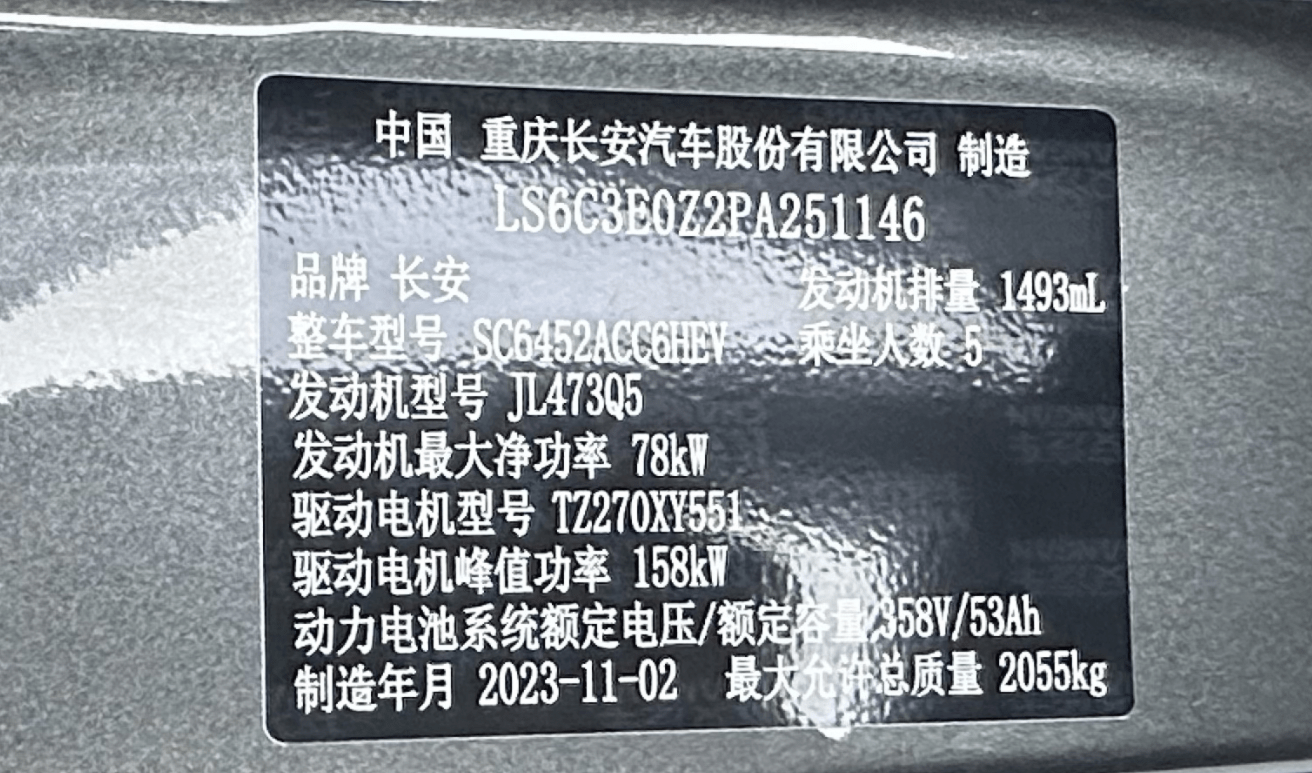 中国 重庆长安汽车股份有限公司 制造
LS6C3E0Z2PA251146
品牌 长安 发动机排量 1493mL
整车型号 SC6452ACC6HEV 乘坐人数 5
发动机型号 JL473Q5
发动机最大净功率 78kW
驱动电机型号 TZ270XY551
驱动电机峰值功率 158kW
动力电池系统额定电压/额定容量 358V/53Ah
制造年月 2023-11-02 最大允许总质量 2055kg